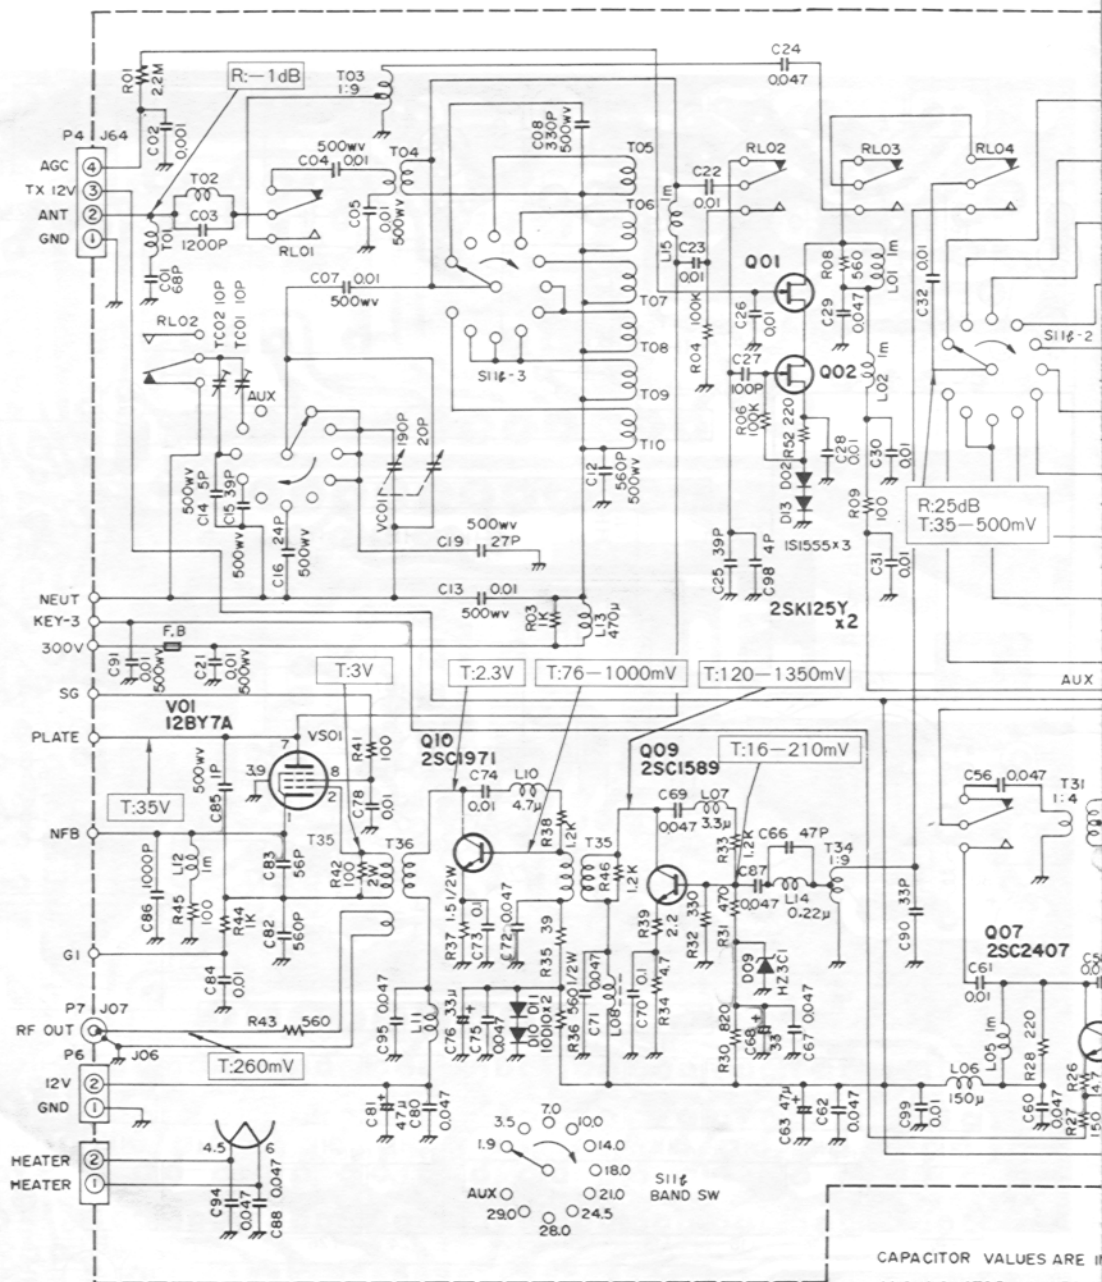 C24
0.047
R01
2.2M
R:−1dB
T03
1:9
C08
330P
500wv
P4 J64
C02
0.001
AGC 4
TX 12V 3
ANT 2
GND 1
500wv
C04 0.01
T04
T05
RL02
RL03
RL04
T02
C03
1200P
C05
0.01
500wv
T06
C22
0.01
1m
L15
C23
0.01
T01
C01
68P
RL01
C07 0.01
500wv
T07
Q01
R08
560
1m
L01
C32 0.01
RL02
TC02 10P
TC01 10P
100K
R04
C26
0.01
C29
0.047
T08
S11b-3
S11b-2
C27
100P
Q02
1m
L02
AUX
T09
T10
190P
20P
VC01
R06
100K
R52 220
C12
560P
500wv
C28
0.01
C30
0.01
D02
D13
500wv
C14 5P
C15 39P
500wv
24P
C16
500wv
R09
100
R:25dB
T:35−500mV
1S1555x3
C19
500wv
27P
C25 39P
C98 4P
C31
0.01
NEUT
C13 0.01
500wv
R03
1K
L13
470μ
2SK125Y
x2
KEY-3
300V
F.B
C91
0.01
500wv
C21
0.01
500wv
T:3V
T:2.3V
T:76−1000mV
T:120−1350mV
AUX
SG
V01
12BY7A
PLATE
VS01
7
3,9
8
2
1
R41
100
Q10
2SC1971
Q09
2SC1589
T:16−210mV
T:35V
500wv
C85 1P
C78
0.01
C74
0.01
L10
4.7μ
C69
0.047
L07
3.3μ
C56 0.047
T31
1:4
NFB
C86 1000P
L12
1m
R45
100
C83
56P
T35
R42
100
2W
T36
R38
1.2K
T35
R46
1.2K
R33
1.2K
C66 47P
T34
1:9
C87
0.047
L14
0.22μ
R44
1K
C82
560P
R37 1.5 1/2W
C73 0.1
C72 0.047
R35 39
R39
2.2
R32 330
R31 470
C90 33P
Q07
2SC2407
G1
C84
0.01
D09
HZ3C1
C61
0.01
P7 J07
RF OUT
R43 560
T:260mV
C95 0.047
L11
C76 33μ
C75
0.047
D10 D11
10D10x2
R36 560 1/2W
C71 0.047
L08
C70 0.1
R34 4.7
R30 820
C68
33
C67
0.047
L05 1m
R28 220
P6 J06
12V 2
GND 1
C81
47μ
C80
0.047
C63 47μ
C62
0.047
C99
0.01
L06
150μ
C60
0.047
R26
4.7
R27
150
HEATER 2
HEATER 1
4.5
6
C94
0.047
C88 0.047
7.0
3.5
10.0
1.9
14.0
18.0
AUX
21.0
29.0
24.5
28.0
S11b
BAND SW
CAPACITOR VALUES ARE